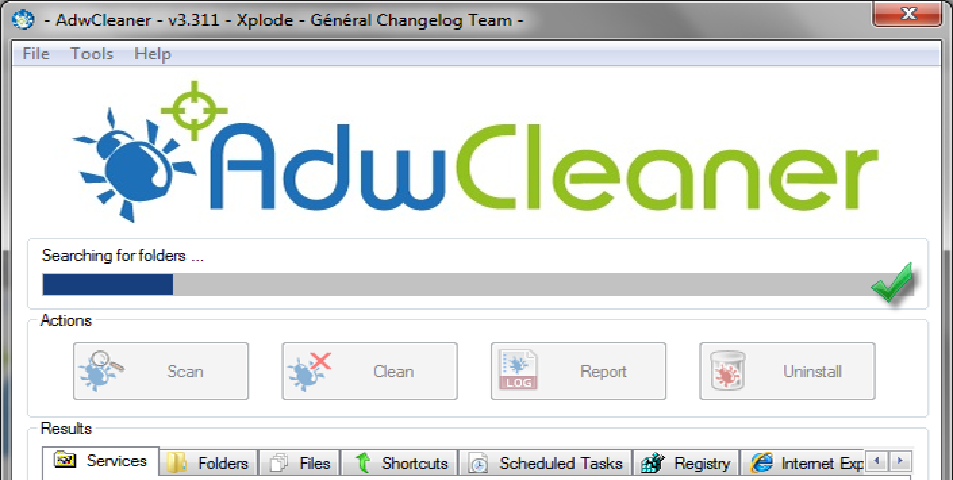 - AdwCleaner - v3.311 - Xplode - Général Changelog Team -
File Tools Help
AdwCleaner
Searching for folders ...
Actions
Scan Clean LOG Report Uninstall
Results
Services Folders Files Shortcuts Scheduled Tasks Registry Internet Exp